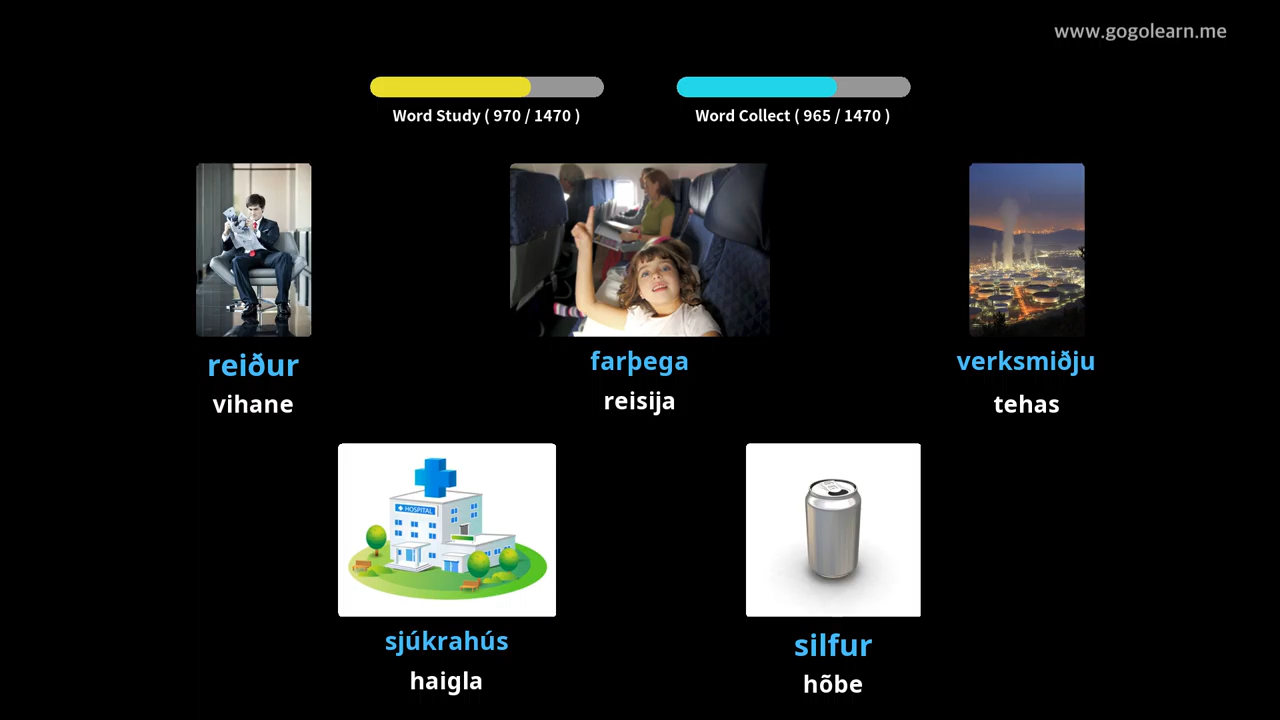 www.gogolearn.me
Word Study ( 970 / 1470 )
Word Collect ( 965 / 1470 )
reiður
vihane
farþega
reisija
verksmiðju
tehas
HOSPITAL
sjúkrahús
haigla
silfur
hõbe